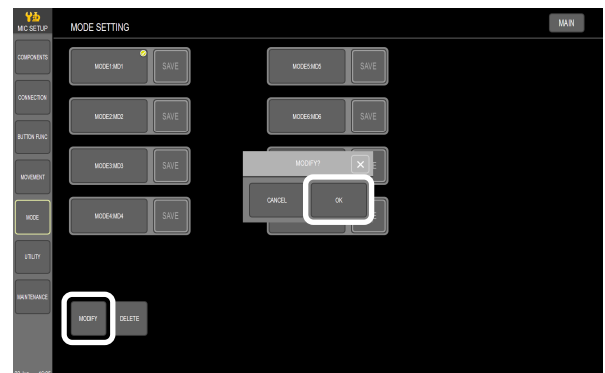 MIC SETUP
MODE SETTING
MAIN
COMPONENTS
CONNECTION
BUTTON FUNC
MOVEMENT
MODE
UTILITY
MAINTENANCE
MODE1:MD1
SAVE
MODE5:MD5
SAVE
MODE2:MD2
SAVE
MODE6:MD6
SAVE
MODE3:MD3
SAVE
MODE4:MD4
SAVE
MODIFY?
CANCEL
OK
MODIFY
DELETE